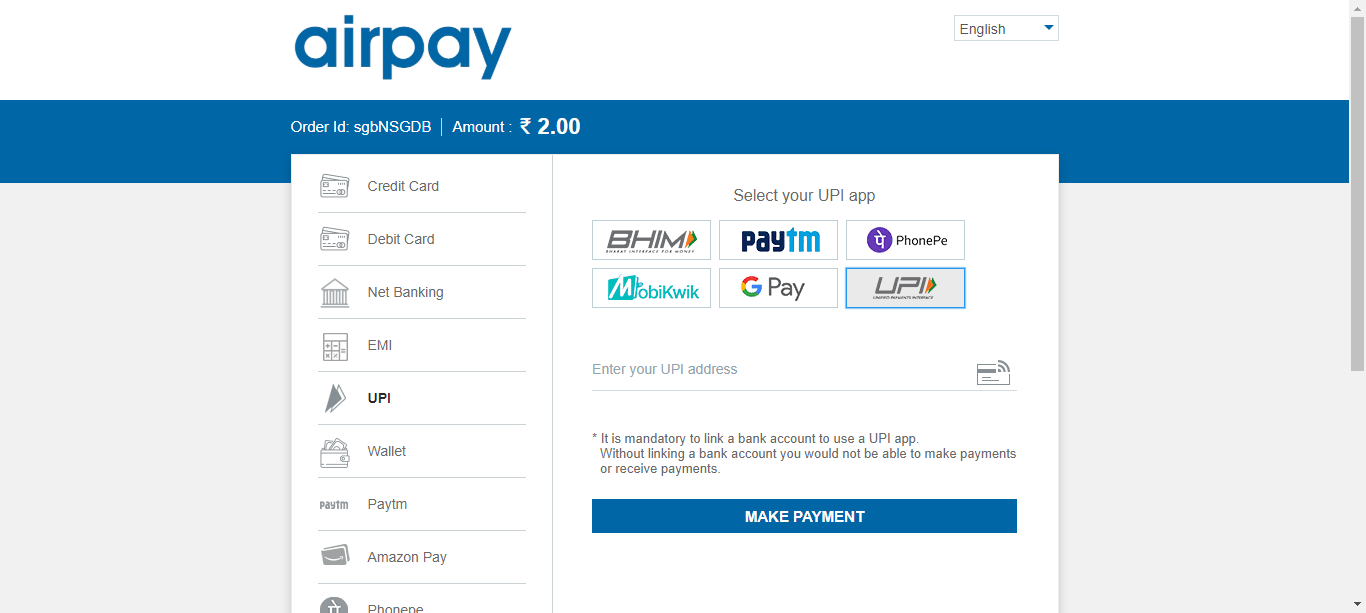 airpay
English
Order Id: sgbNSGDB
Amount : ₹ 2.00
Credit Card
Debit Card
Net Banking
EMI
UPI
Wallet
Paytm
Paytm
Amazon Pay
Phonepe
Select your UPI app
BHIM
BHARAT INTERFACE FOR MONEY
Paytm
पे PhonePe
MobiKwik
G Pay
UPI
UNIFIED PAYMENTS INTERFACE
Enter your UPI address
* It is mandatory to link a bank account to use a UPI app.
Without linking a bank account you would not be able to make payments
or receive payments.
MAKE PAYMENT